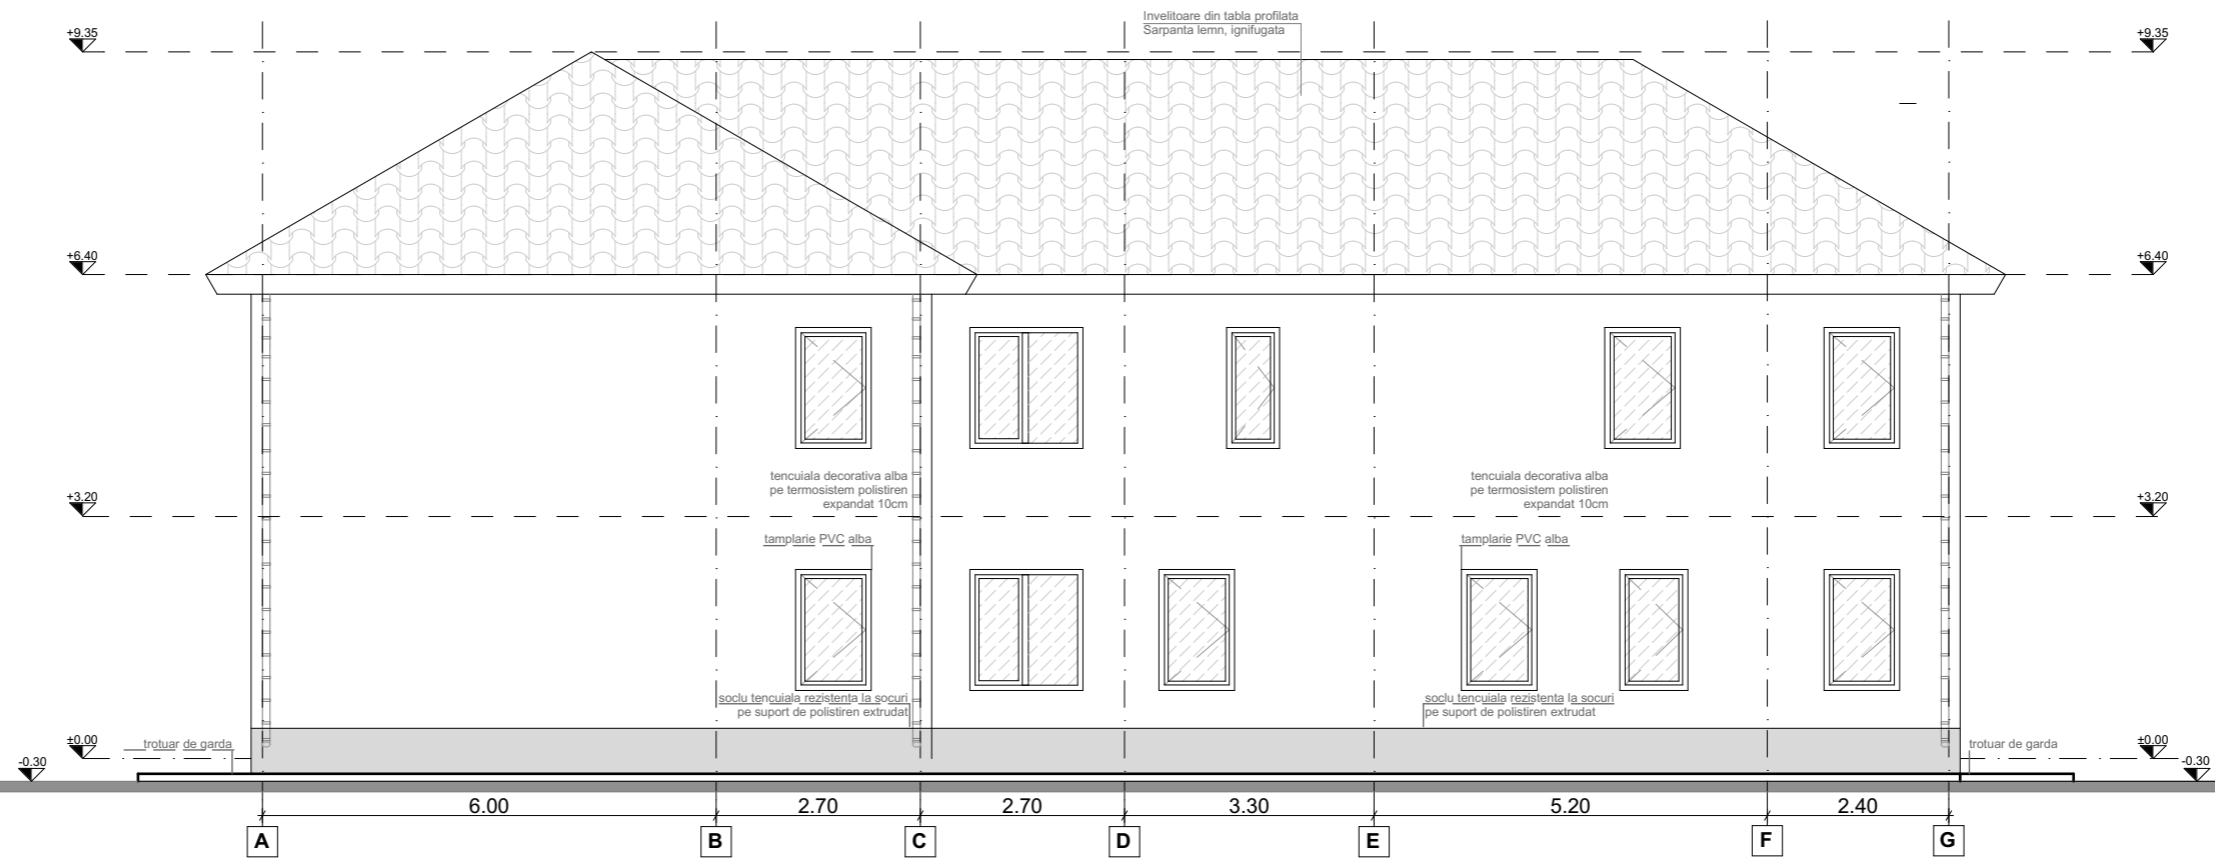 Invelitoare din tabla profilata
Sarpanta lemn, ignifugata
+9.35
+9.35
+6.40
+6.40
tencuiala decorativa alba
pe termosistem polistiren
expandat 10cm
tencuiala decorativa alba
pe termosistem polistiren
expandat 10cm
+3.20
+3.20
tamplarie PVC alba
tamplarie PVC alba
soclu tencuiala rezistenta la socuri
pe suport de polistiren extrudat
soclu tencuiala rezistenta la socuri
pe suport de polistiren extrudat
±0.00
trotuar de garda
trotuar de garda
±0.00
-0.30
-0.30
6.00 2.70 2.70 3.30 5.20 2.40
A B C D E F G